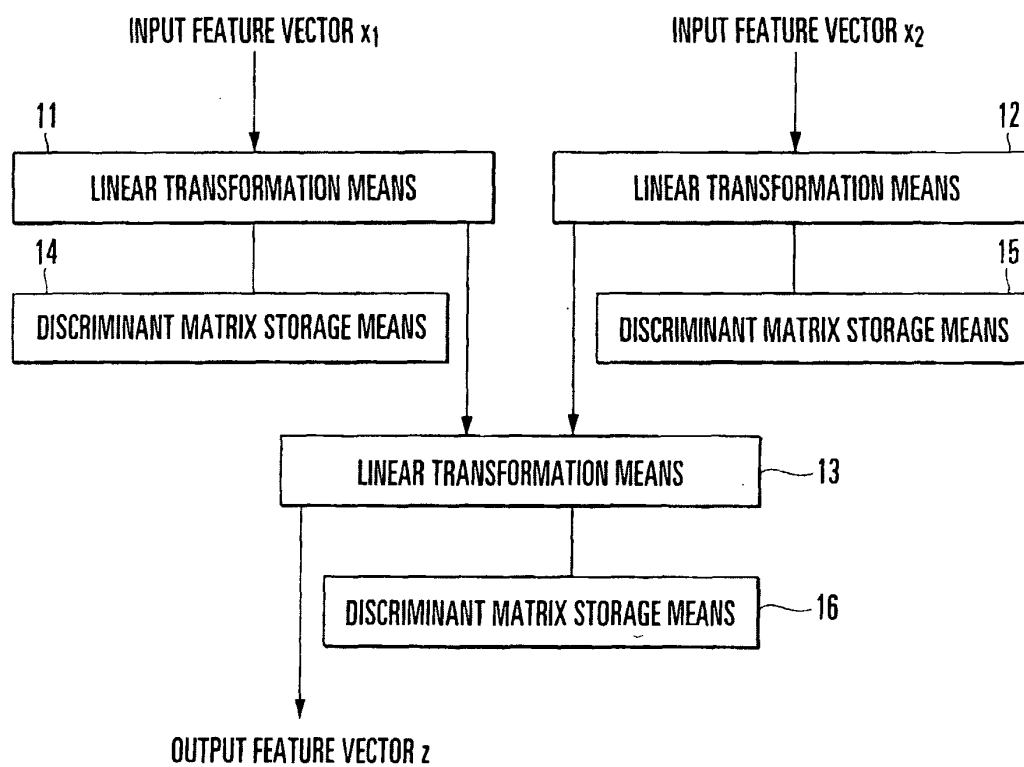 INPUT FEATURE VECTOR x1
INPUT FEATURE VECTOR x2
11
12
LINEAR TRANSFORMATION MEANS
LINEAR TRANSFORMATION MEANS
14
15
DISCRIMINANT MATRIX STORAGE MEANS
DISCRIMINANT MATRIX STORAGE MEANS
LINEAR TRANSFORMATION MEANS
13
DISCRIMINANT MATRIX STORAGE MEANS
16
OUTPUT FEATURE VECTOR z